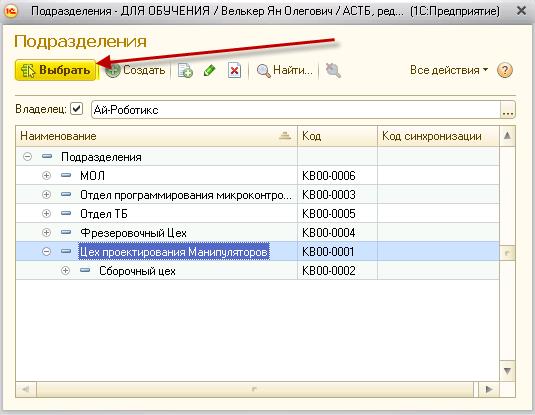 Подразделения - ДЛЯ ОБУЧЕНИЯ / Велькер Ян Олегович / АСТБ, ред... (1С:Предприятие)
Подразделения
Выбрать Создать Найти... Все действия
Владелец: Ай-Роботикс ...
Наименование Код Код синхронизации
Подразделения
МОЛ КВ00-0006
Отдел программирования микроконтро... КВ00-0003
Отдел ТБ КВ00-0005
Фрезеровочный Цех КВ00-0004
Цех проектирования Манипуляторов КВ00-0001
Сборочный цех КВ00-0002